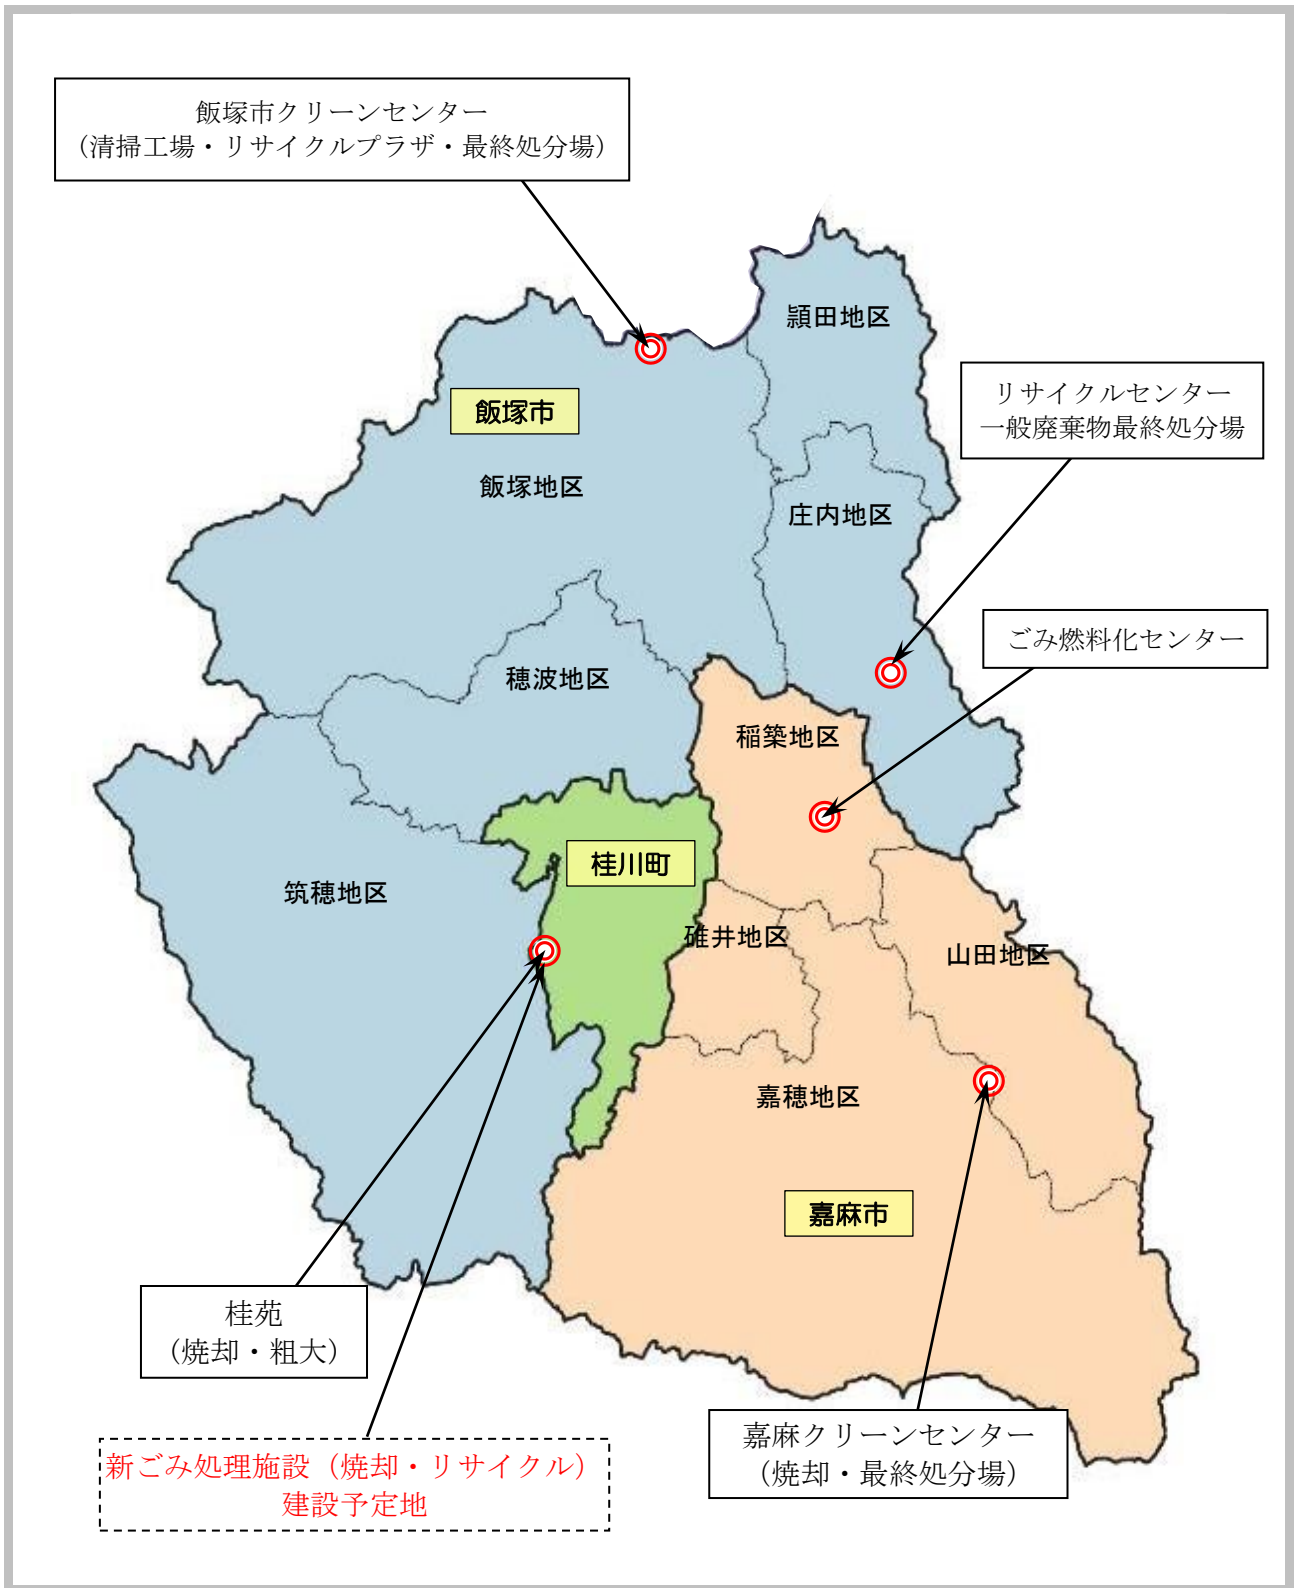 飯塚市クリーンセンター
（清掃工場・リサイクルプラザ・最終処分場）
頴田地区
リサイクルセンター
一般廃棄物最終処分場
飯塚市
飯塚地区
庄内地区
ごみ燃料化センター
穂波地区
稲築地区
桂川町
筑穂地区
碓井地区
山田地区
嘉穂地区
嘉麻市
桂苑
（焼却・粗大）
嘉麻クリーンセンター
（焼却・最終処分場）
新ごみ処理施設（焼却・リサイクル）
建設予定地